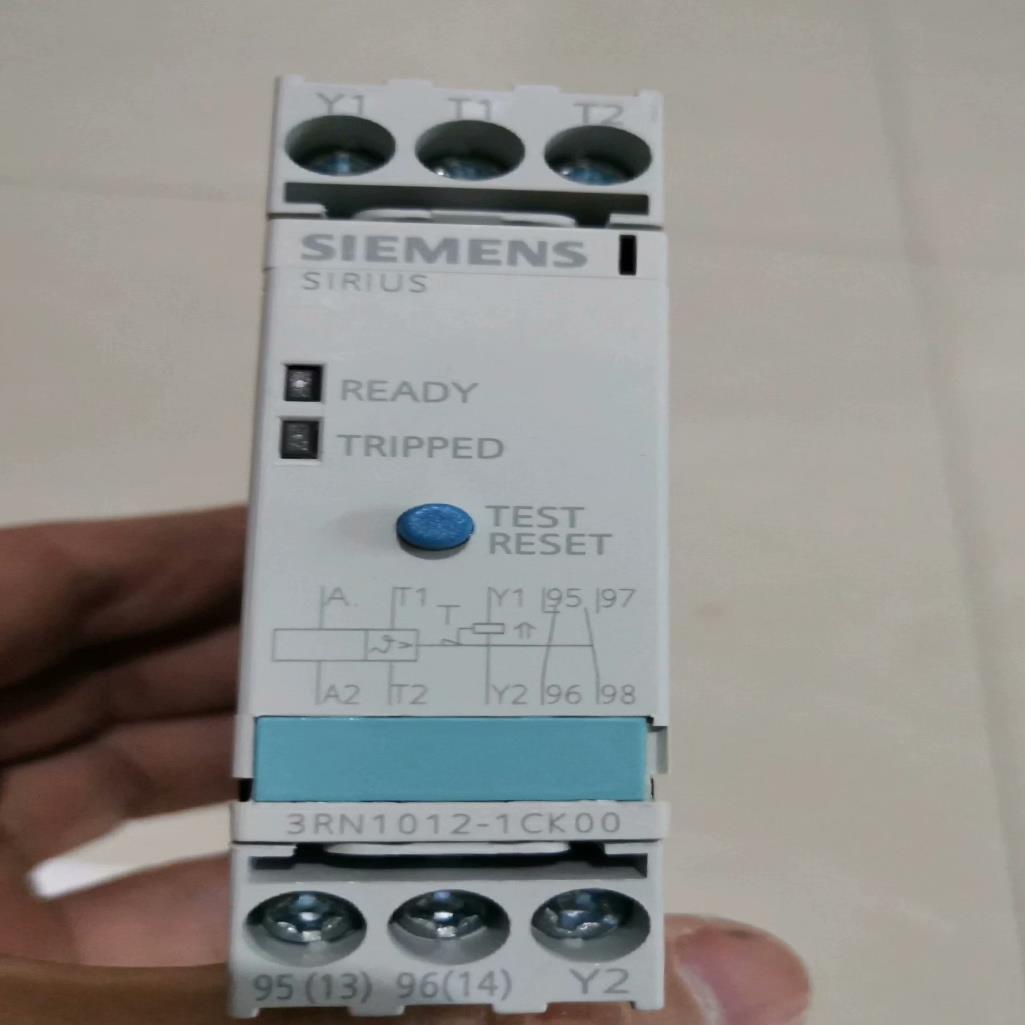 Y1 T1 T2
SIEMENS
SIRIUS
READY
TRIPPED
TEST
RESET
A. T1 T Y1 95 97
A2 T2 Y2 96 98
3RN1012-1CK00
95(13) 96(14) Y2